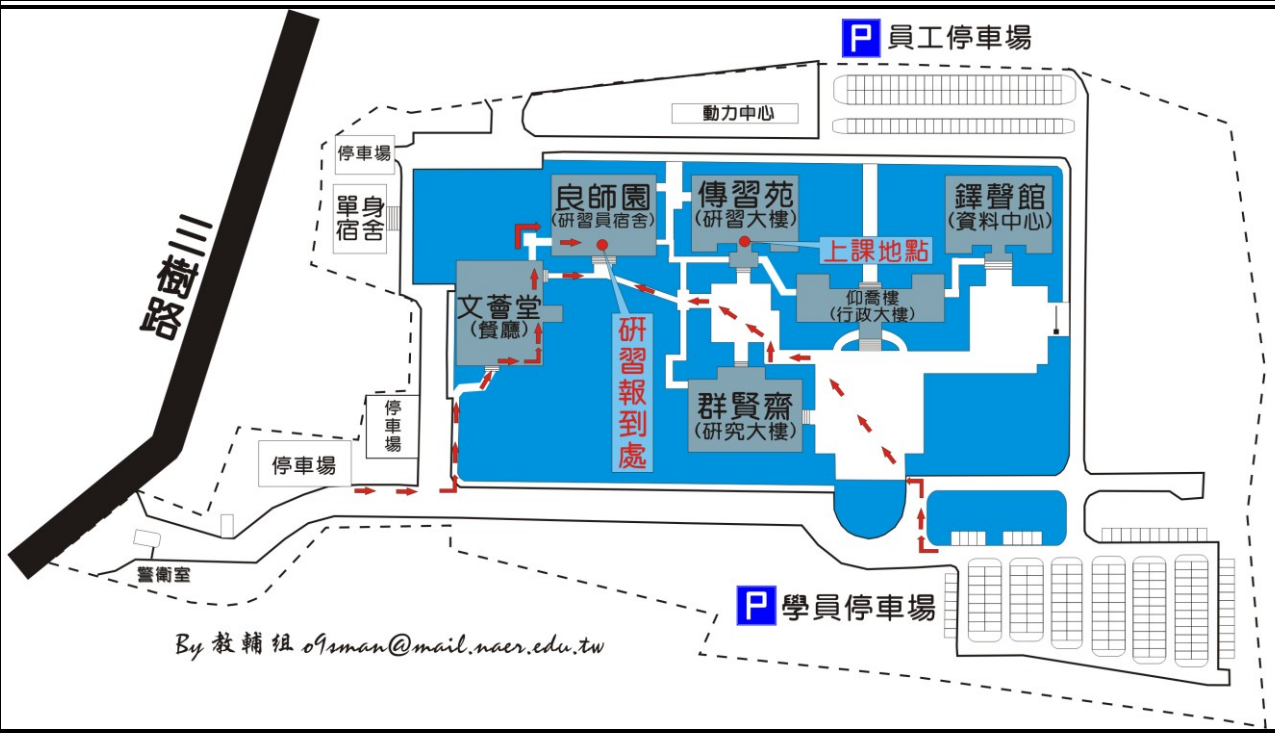 P 員工停車場
動力中心
停車場
單身
宿舍
三樹路
良師園
(研習員宿舍)
傳習苑
(研習大樓)
鐸聲館
(資料中心)
上課地點
仰喬樓
(行政大樓)
文薈堂
(餐廳)
研習報到處
群賢齋
(研究大樓)
停車場
停車場
警衛室
P 學員停車場
By 教輔組 o9sman@mail.naer.edu.tw